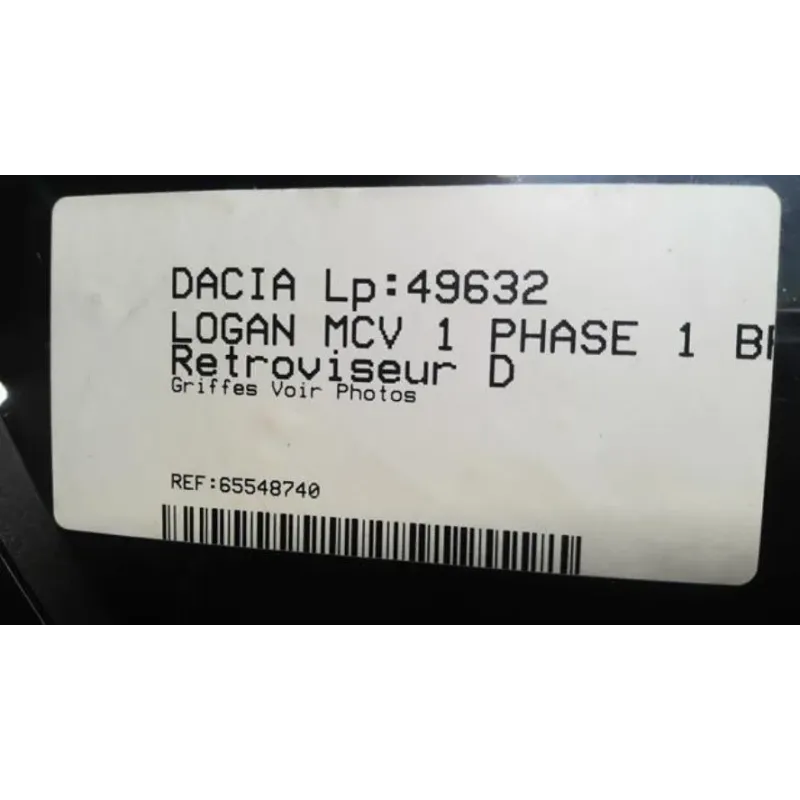 DACIA Lp:49632
LOGAN MCV 1 PHASE 1
Retroviseur D
Griffes Voir Photos
REF:65548740